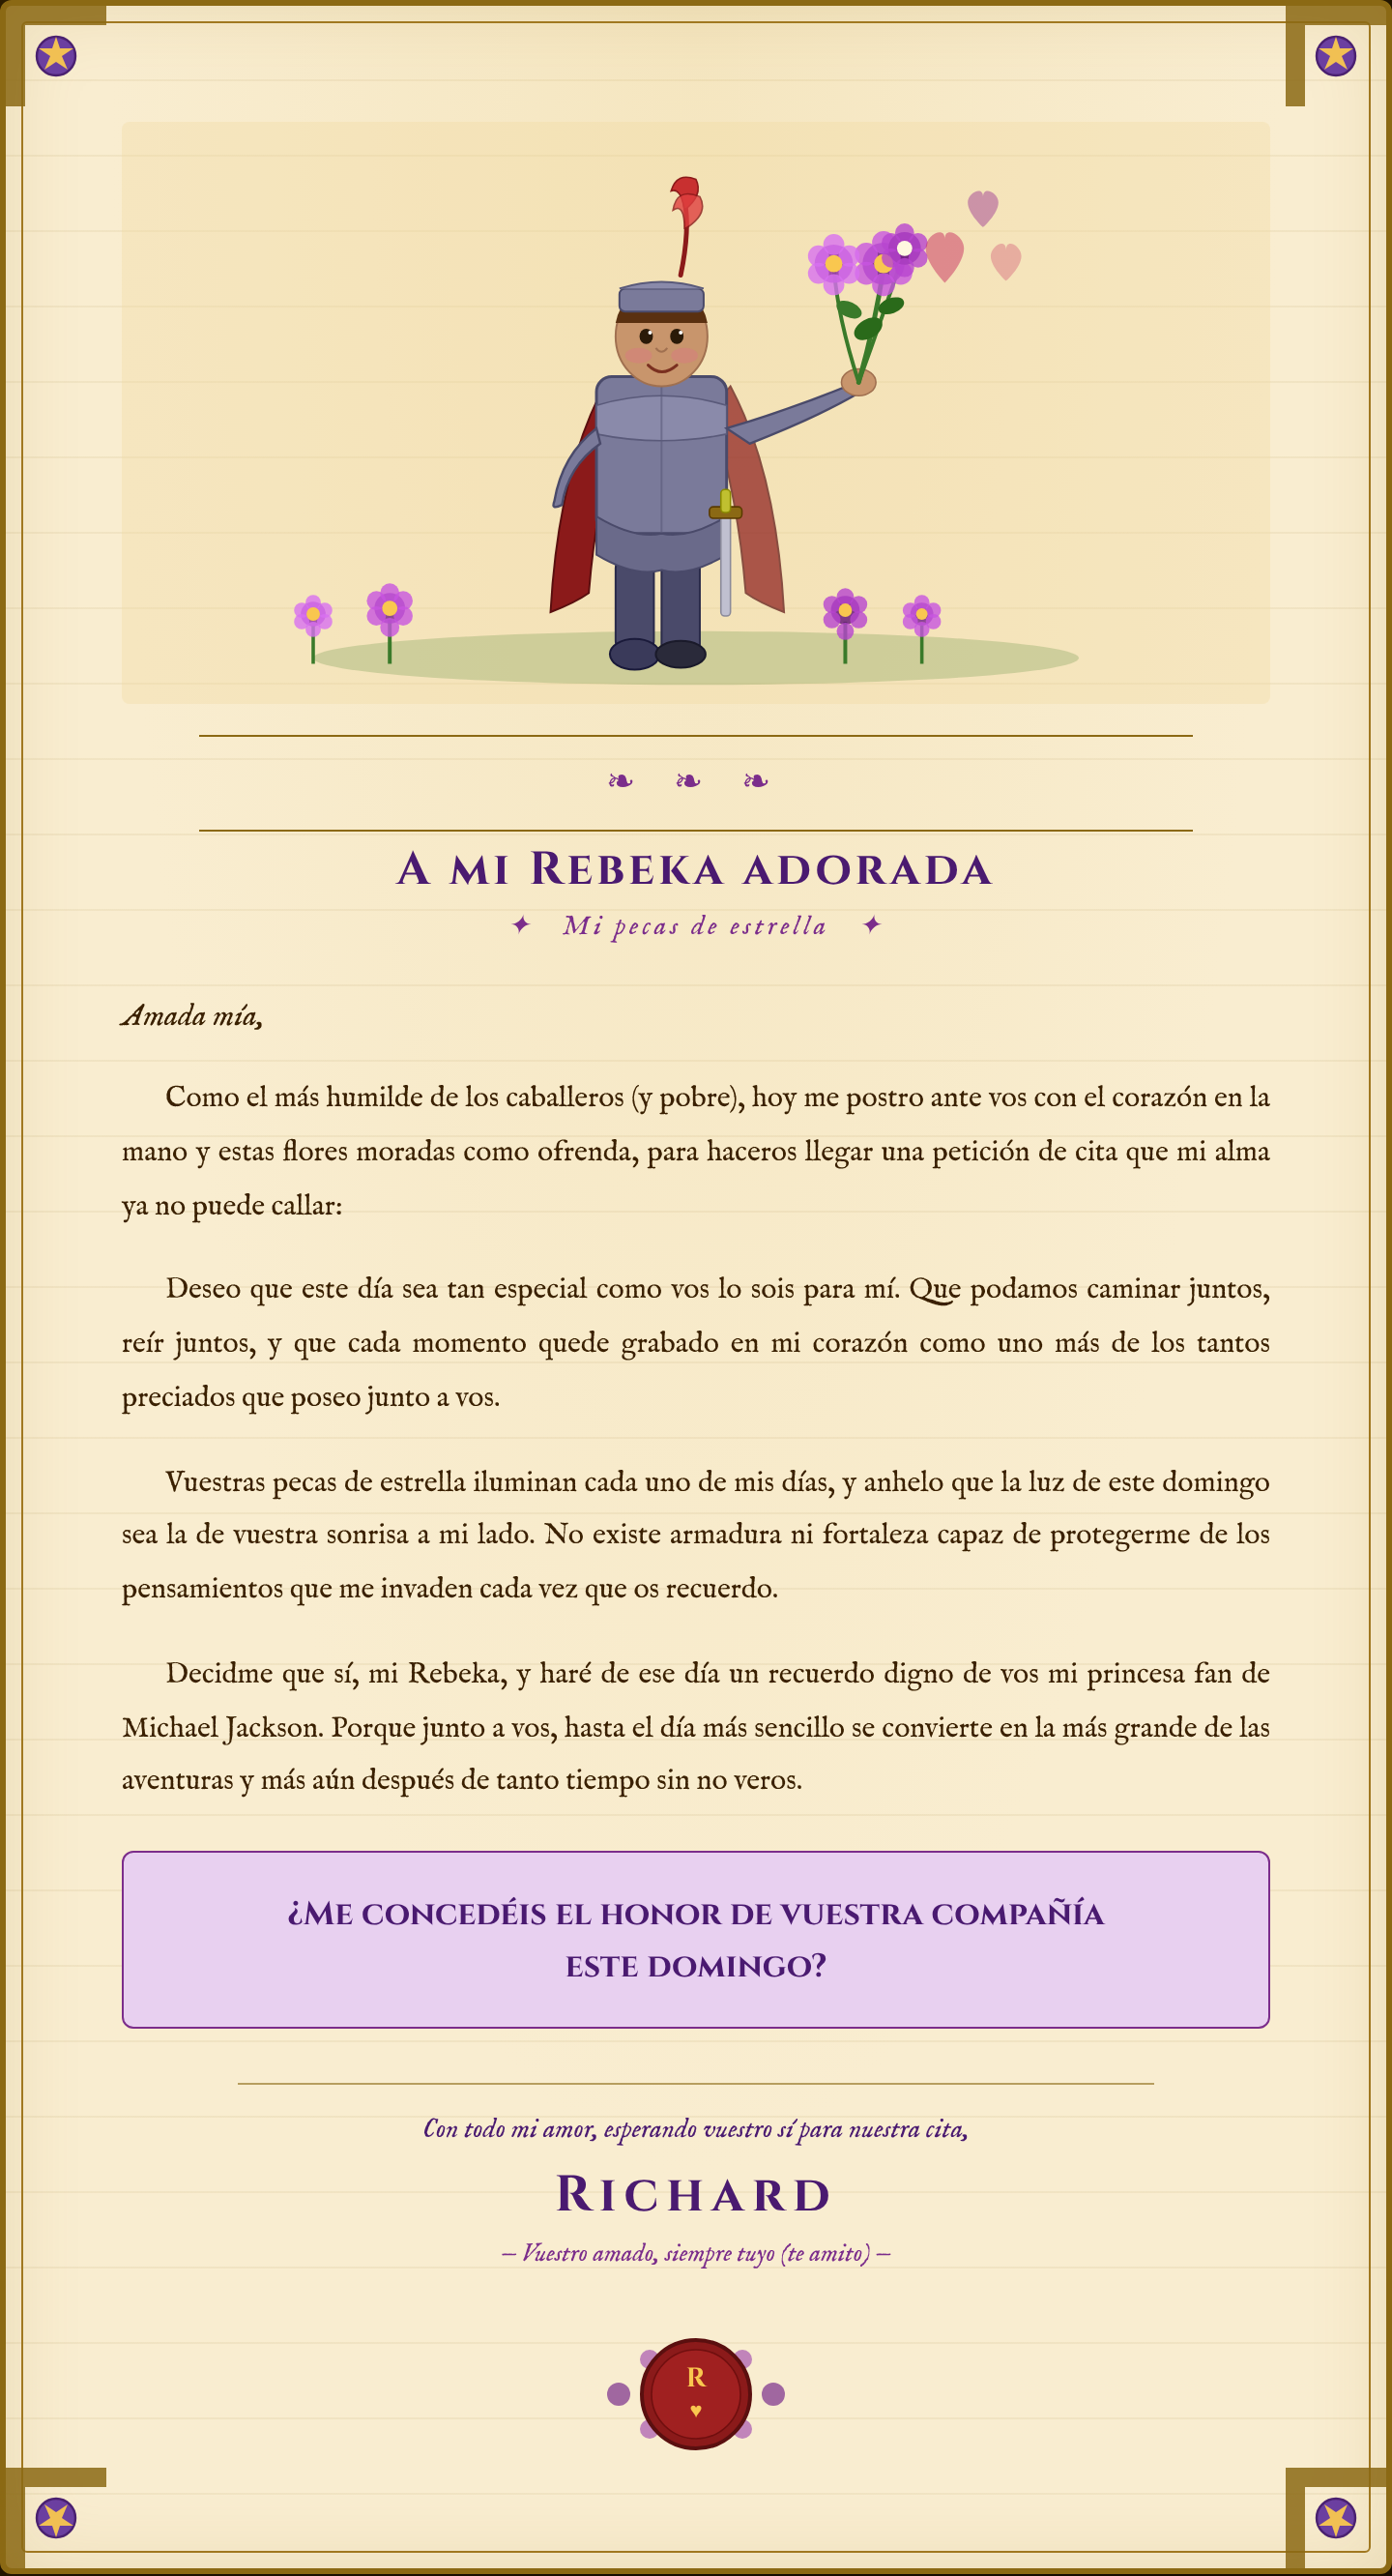 A mi Rebeka adorada
✦ Mi pecas de estrella ✦
Amada mía,
Como el más humilde de los caballeros (y pobre), hoy me postro ante vos con el corazón en la
mano y estas flores moradas como ofrenda, para haceros llegar una petición de cita que mi alma
ya no puede callar:
Deseo que este día sea tan especial como vos lo sois para mí. Que podamos caminar juntos,
reír juntos, y que cada momento quede grabado en mi corazón como uno más de los tantos
preciados que poseo junto a vos.
Vuestras pecas de estrella iluminan cada uno de mis días, y anhelo que la luz de este domingo
sea la de vuestra sonrisa a mi lado. No existe armadura ni fortaleza capaz de protegerme de los
pensamientos que me invaden cada vez que os recuerdo.
Decidme que sí, mi Rebeka, y haré de ese día un recuerdo digno de vos mi princesa fan de
Michael Jackson. Porque junto a vos, hasta el día más sencillo se convierte en la más grande de las
aventuras y más aún después de tanto tiempo sin no veros.
¿Me concedéis el honor de vuestra compañía
este domingo?
Con todo mi amor, esperando vuestro sí para nuestra cita,
Richard
— Vuestro amado, siempre tuyo (te amito) —
R
♥